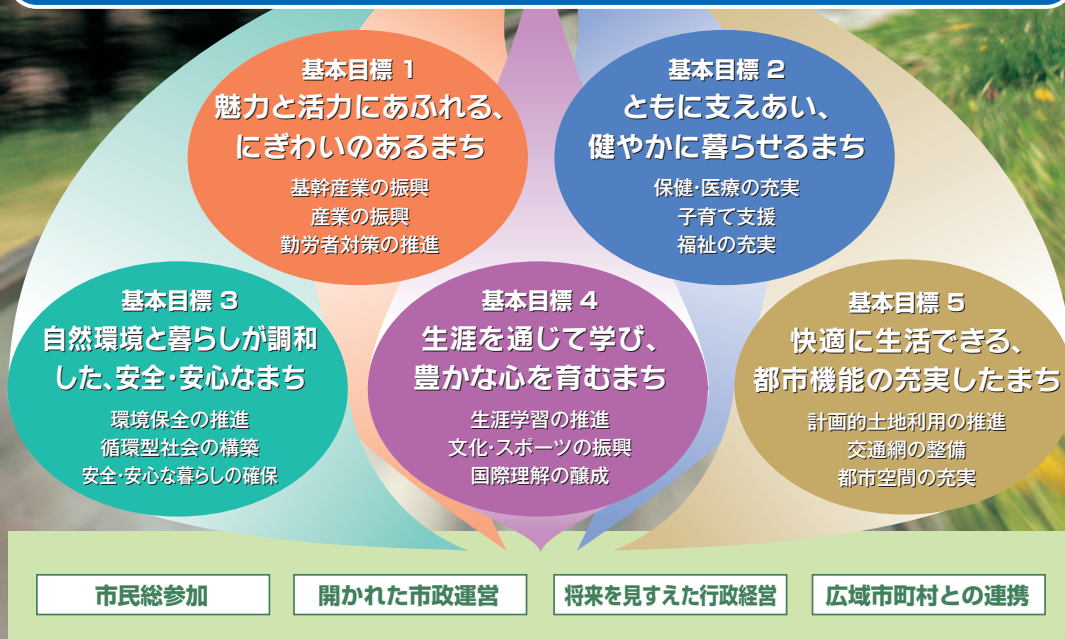 基本目標 1
魅力と活力にあふれる、
にぎわいのあるまち
基幹産業の振興
産業の振興
勤労者対策の推進
基本目標 2
ともに支えあい、
健やかに暮らせるまち
保健・医療の充実
子育て支援
福祉の充実
基本目標 3
自然環境と暮らしが調和
した、安全・安心なまち
環境保全の推進
循環型社会の構築
安全・安心な暮らしの確保
基本目標 4
生涯を通じて学び、
豊かな心を育むまち
生涯学習の推進
文化・スポーツの振興
国際理解の醸成
基本目標 5
快適に生活できる、
都市機能の充実したまち
計画的土地利用の推進
交通網の整備
都市空間の充実
市民総参加
開かれた市政運営
将来を見すえた行政経営
広域市町村との連携